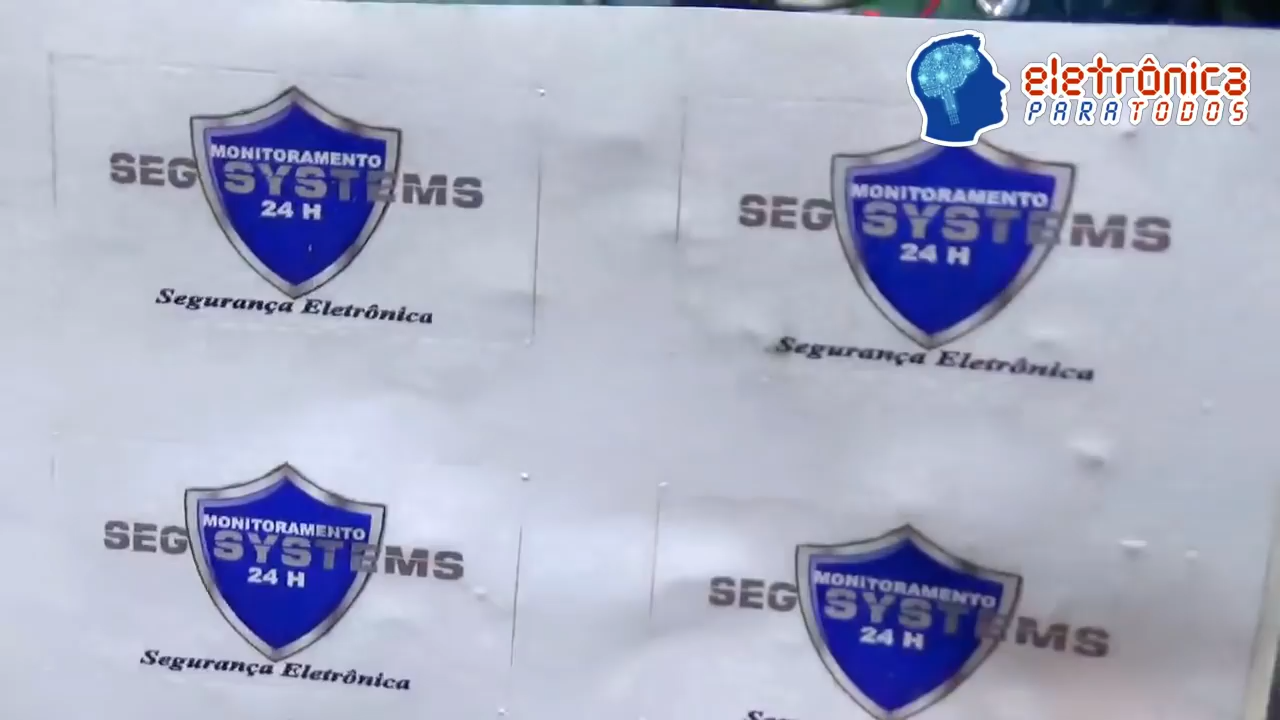 eletrônica
PARATODOS
MONITORAMENTO
SEG SYSTEMS
24 H
Segurança Eletrônica
MONITORAMENTO
SEG SYSTEMS
24 H
Segurança Eletrônica
MONITORAMENTO
SEG SYSTEMS
24 H
Segurança Eletrônica
MONITORAMENTO
SEG SYSTEMS
24 H